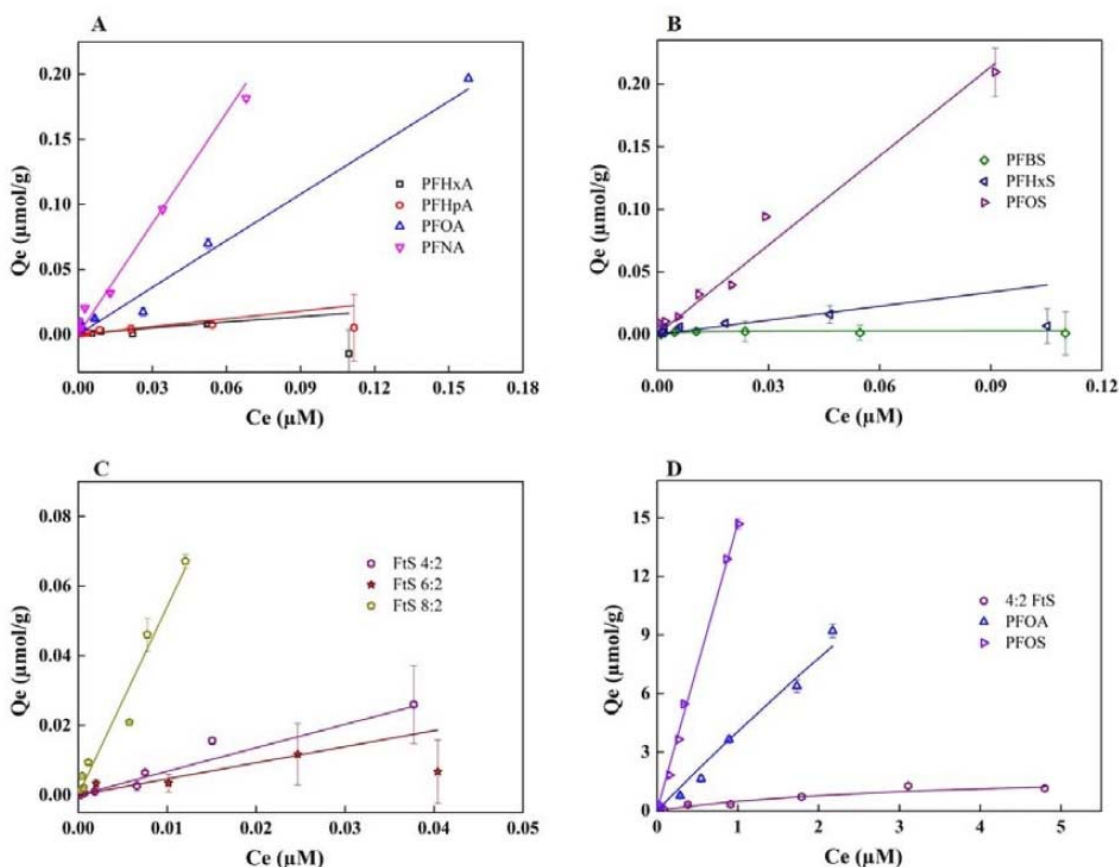 A
0.20
0.15
0.10
0.05
0.00
Qe (μmol/g)
PFHxA
PFHpA
PFOA
PFNA
0.00 0.03 0.06 0.09 0.12 0.15 0.18
Ce (μM)
B
0.20
0.15
0.10
0.05
0.00
Qe (μmol/g)
PFBS
PFHxS
PFOS
0.00 0.03 0.06 0.09 0.12
Ce (μM)
C
0.08
0.06
0.04
0.02
0.00
Qe (μmol/g)
FtS 4:2
FtS 6:2
FtS 8:2
0.00 0.01 0.02 0.03 0.04 0.05
Ce (μM)
D
15
12
9
6
3
0
Qe (μmol/g)
4:2 FtS
PFOA
PFOS
0 1 2 3 4 5
Ce (μM)